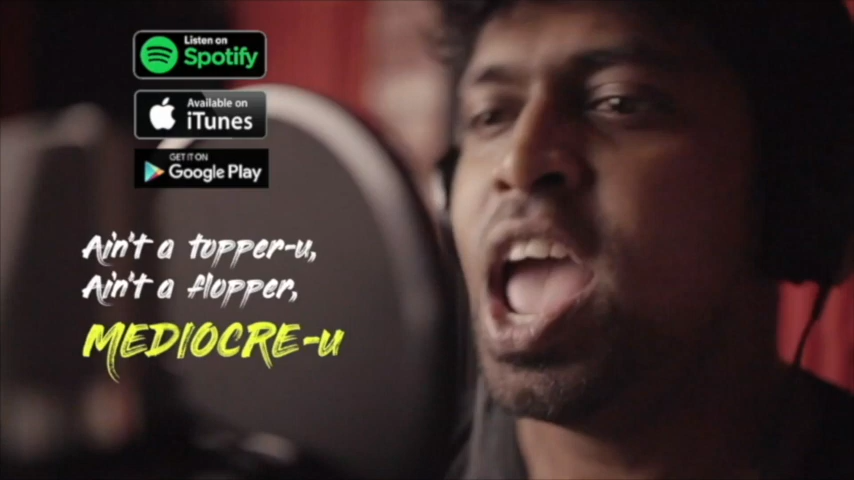 Listen on
Spotify
Available on
iTunes
GET IT ON
Google Play
Ain't a topper-u,
Ain't a flopper,
MEDIOCRE-u